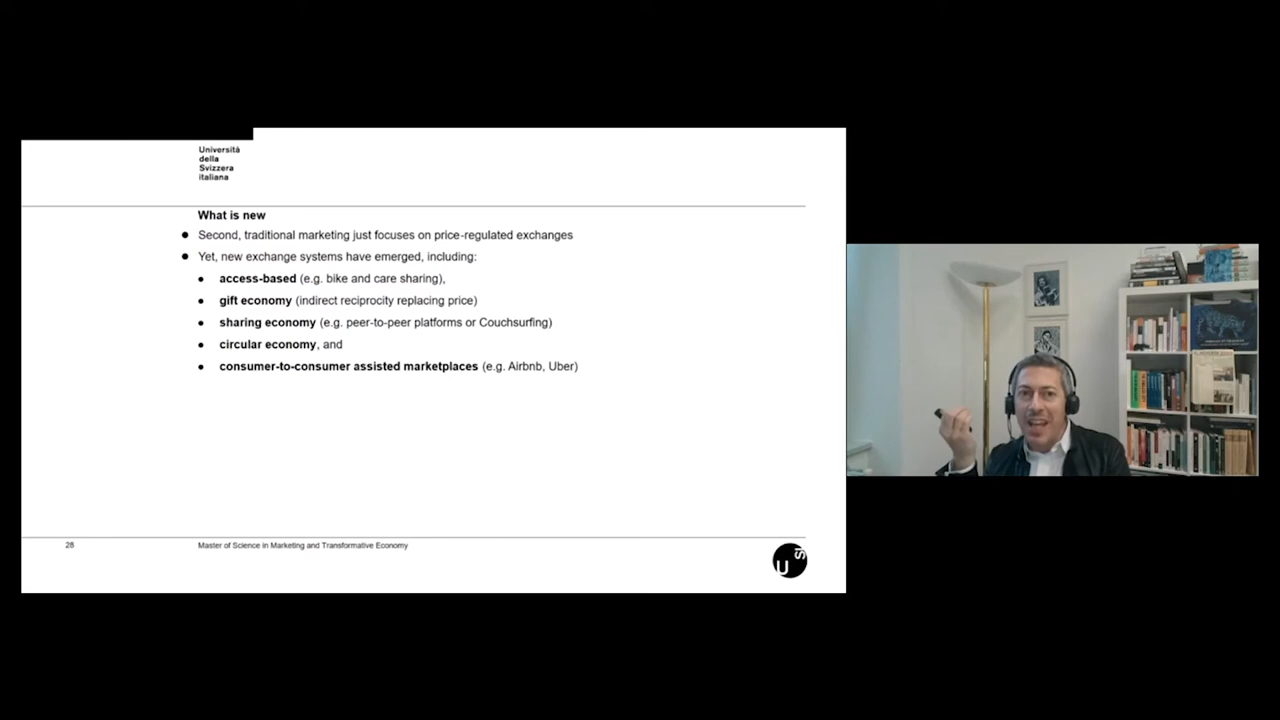 Università
della
Svizzera
italiana
What is new
Second, traditional marketing just focuses on price-regulated exchanges
Yet, new exchange systems have emerged, including:
access-based (e.g. bike and care sharing),
gift economy (indirect reciprocity replacing price)
sharing economy (e.g. peer-to-peer platforms or Couchsurfing)
circular economy, and
consumer-to-consumer assisted marketplaces (e.g. Airbnb, Uber)
28
Master of Science in Marketing and Transformative Economy
USI